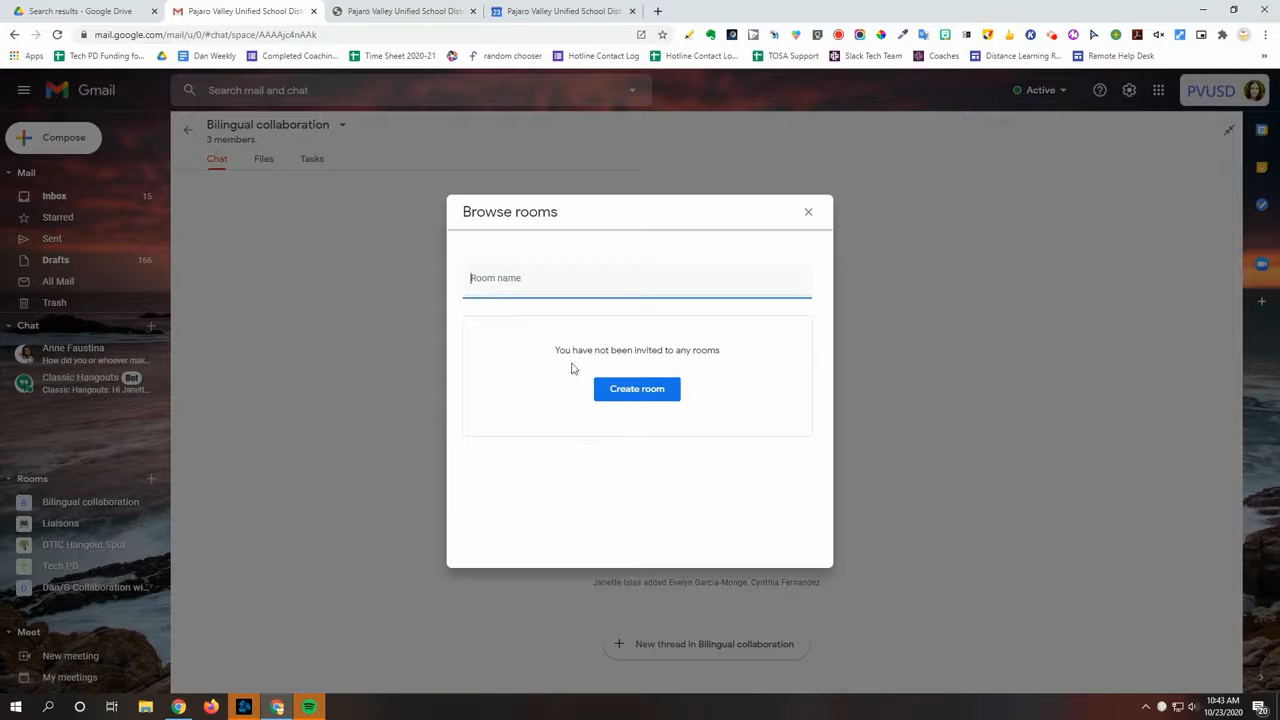 Search results - Google Drive
Pajaro Valley Unified School Dist
Pajaro Valley Unified School Dis
23 Pajaro Valley Unified School Dis
mail.google.com/mail/u/0/#chat/space/AAAAjc4nAAk
Apps
Tech PD Funding fo...
Dan Weekly
Completed Coachin...
Time Sheet 2020-21
random chooser
Hotline Contact Log
Hotline Contact Lo...
TOSA Support
Slack Tech Team
Coaches
Distance Learning R...
Remote Help Desk
Gmail
Search mail and chat
Active
PVUSD
Compose
Bilingual collaboration
3 members
Chat
Files
Tasks
Mail
Inbox 15
Starred
Sent
Drafts 166
All Mail
Trash
Chat
Anne Faustina
How did you or whoever mak...
Classic Hangouts Bot
Classic Hangouts: Hi Janett...
Rooms
Bilingual collaboration
Liaisons
DTIC Hangout Spot
Tech PD
Dan/G Collaboration wi...
Meet
New meeting
My meetings
Browse rooms
Room name
You have not been invited to any rooms
Create room
Janette Islas added Evelyn Garcia-Monge, Cynthia Fernandez
New thread in Bilingual collaboration
10:43 AM
10/23/2020
20